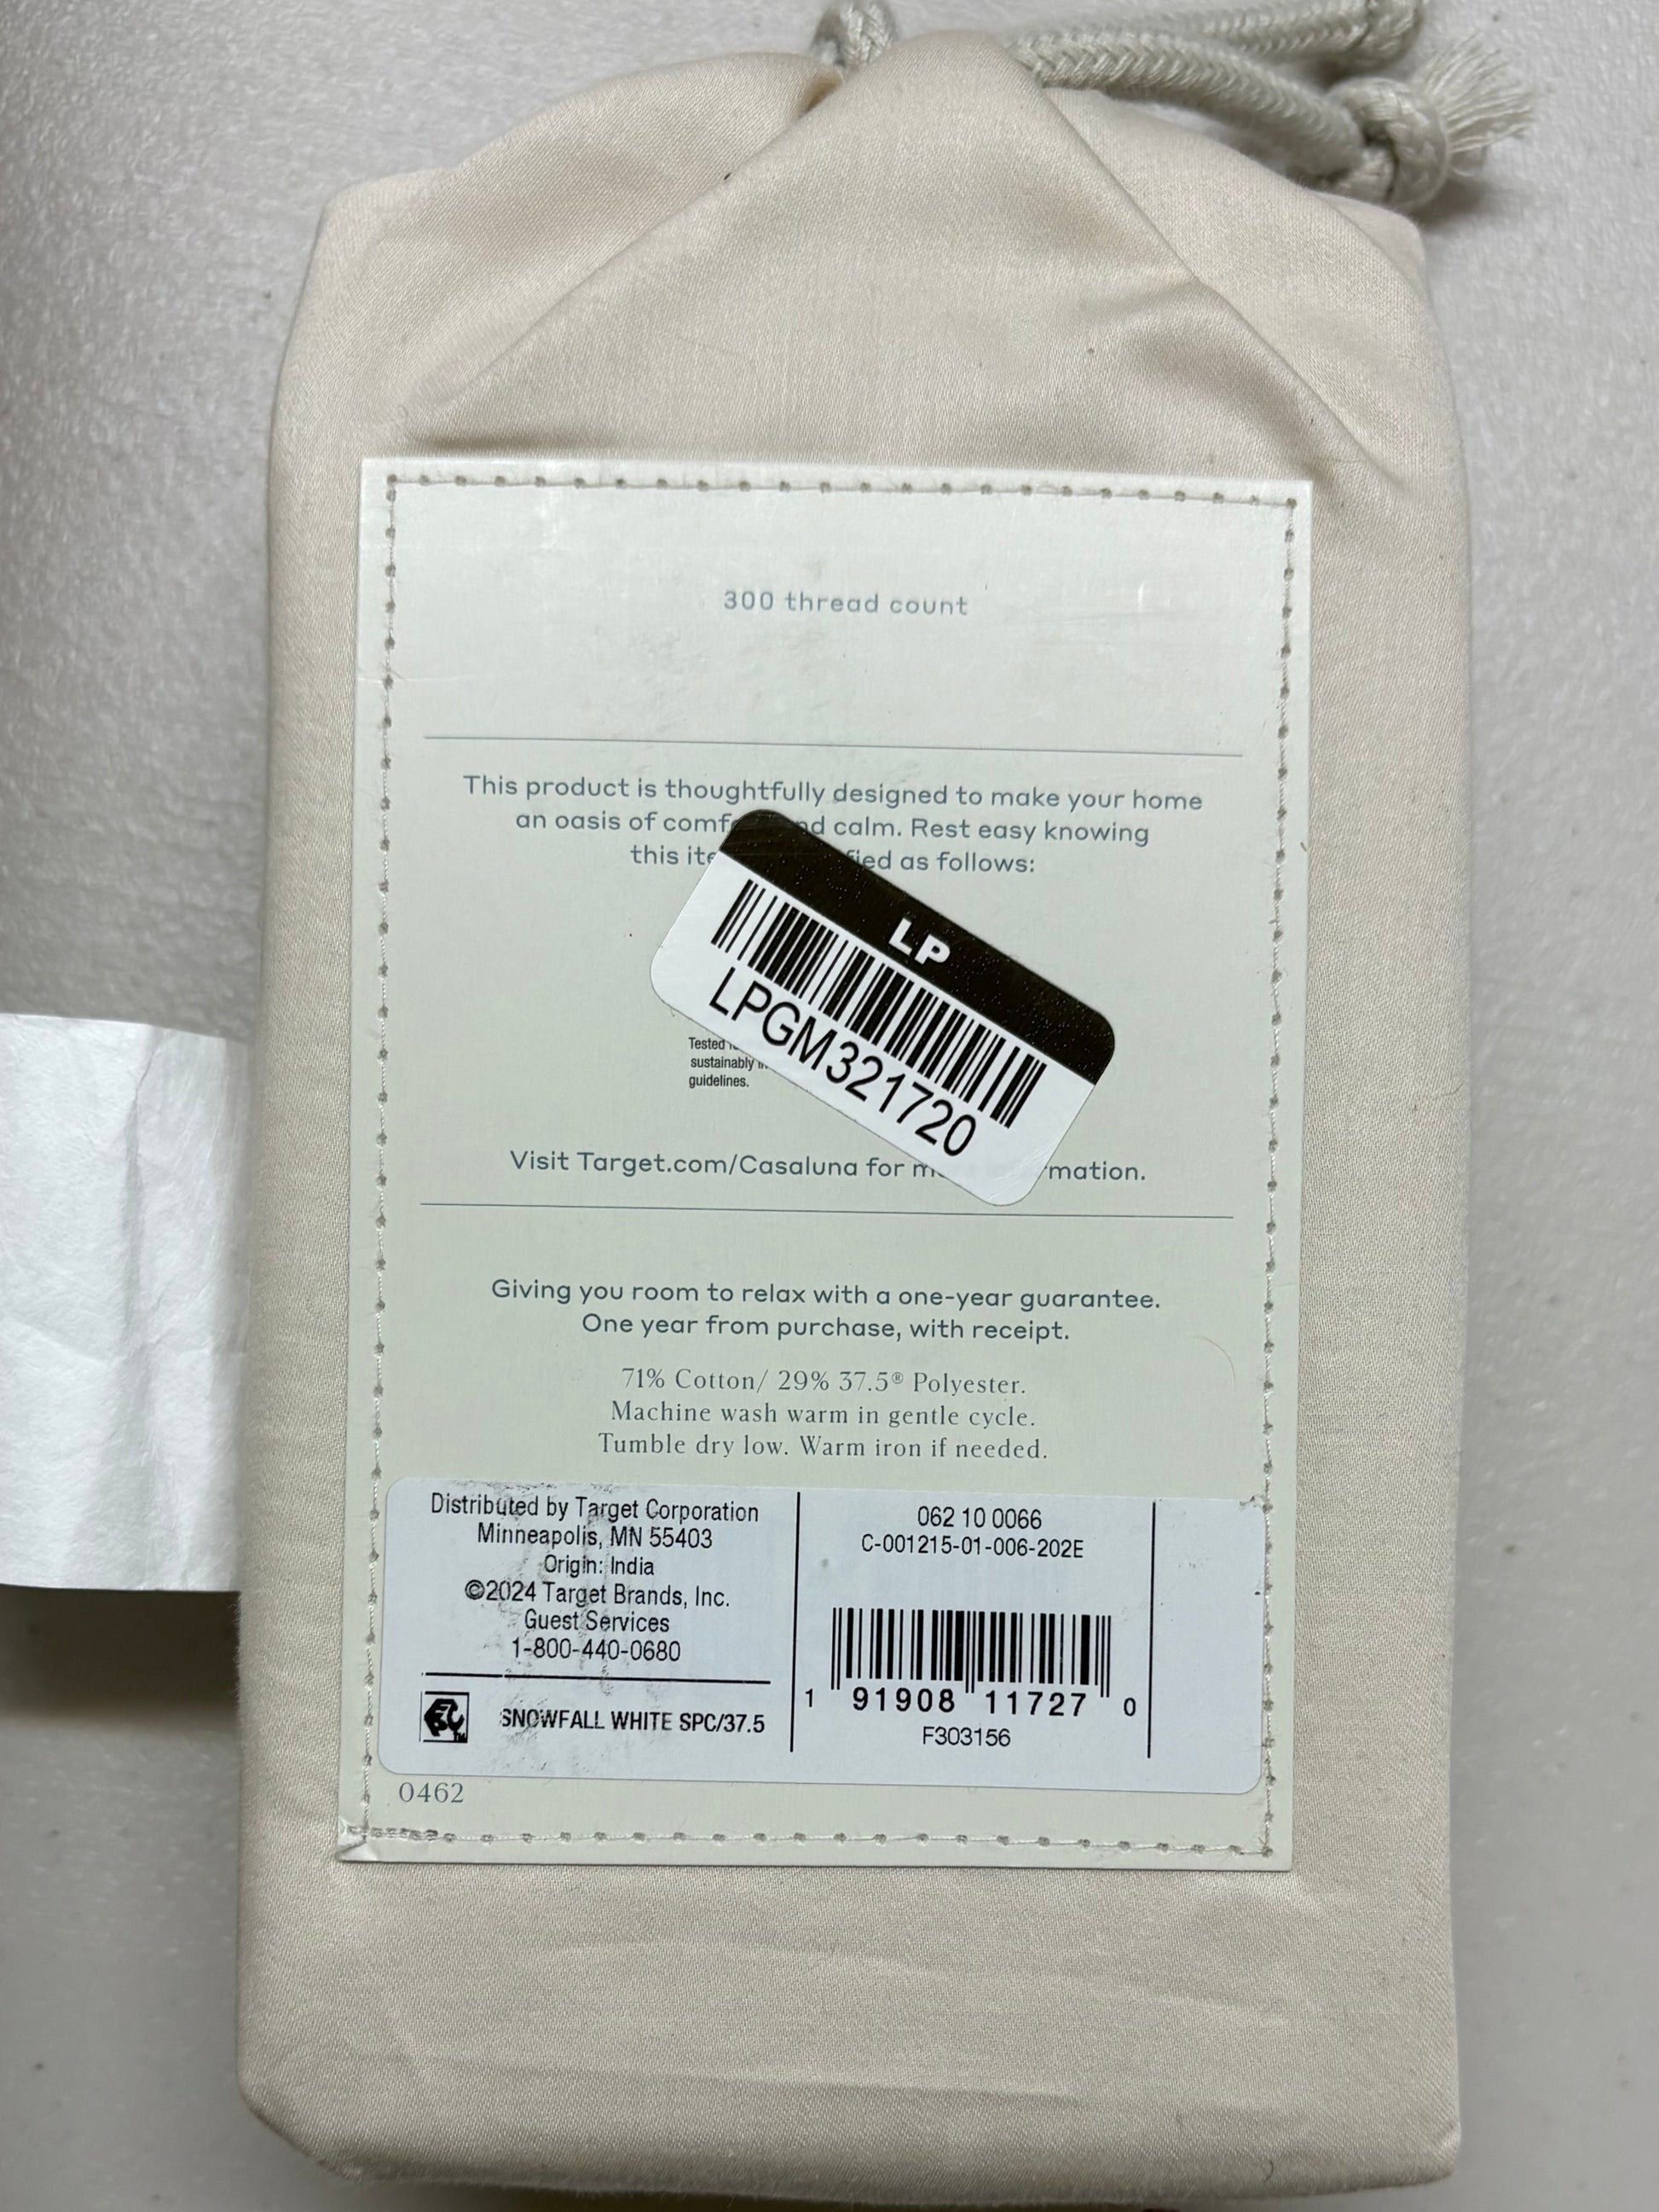 300 thread count
This product is thoughtfully designed to make your home
an oasis of calm. Rest easy knowing
this as follows:
LP
LPGM321720
Tested
sustainably
guidelines.
Visit Target.com/Casaluna for
Giving you room to relax with a one-year guarantee.
One year from purchase, with receipt.
71% Cotton/ 29% 37.5® Polyester.
Machine wash warm in gentle cycle.
Tumble dry low. Warm iron if needed.
Distributed by Target Corporation
Minneapolis, MN 55403
Origin: India
©2024 Target Brands, Inc.
Guest Services
1-800-440-0680
SNOWFALL WHITE SPC/37.5
062 10 0066
C-001215-01-006-202E
1 91908 11727 0
F303156
0462